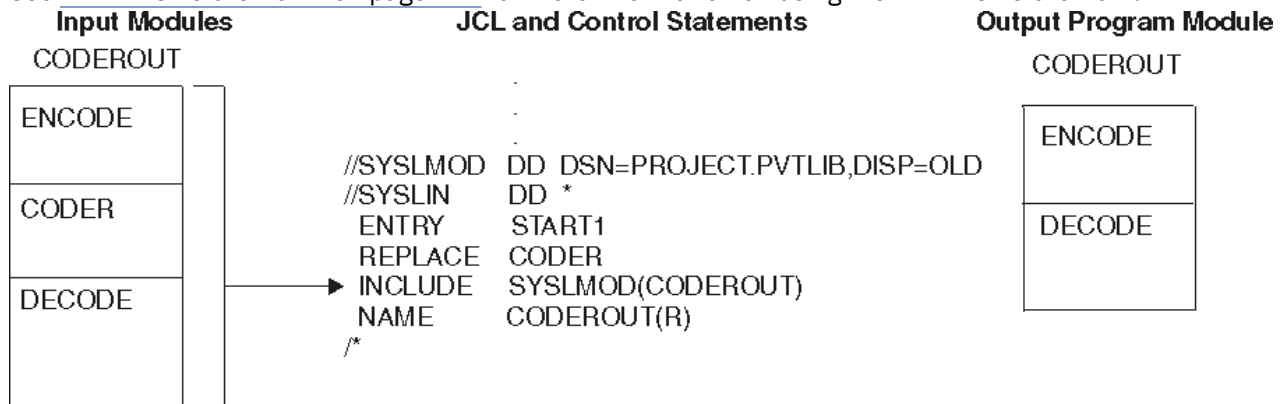 Input Modules
JCL and Control Statements
Output Program Module
CODEROUT
ENCODE
CODER
DECODE
.
.
.
//SYSLMOD DD DSN=PROJECT.PVTLIB,DISP=OLD
//SYSLIN DD *
ENTRY START1
REPLACE CODER
INCLUDE SYSLMOD(CODEROUT)
NAME CODEROUT(R)
/*
CODEROUT
ENCODE
DECODE